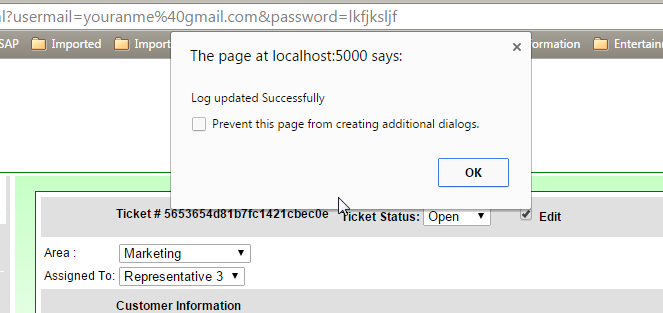 l?usermail=youranme%40gmail.com&password=lkfjksljf
SAP Imported Import
formation Entertain
The page at localhost:5000 says:
Log updated Successfully
Prevent this page from creating additional dialogs.
OK
Ticket # 5653654d81b7fc1421cbec0e Ticket Status: Open Edit
Area : Marketing
Assigned To: Representative 3
Customer Information